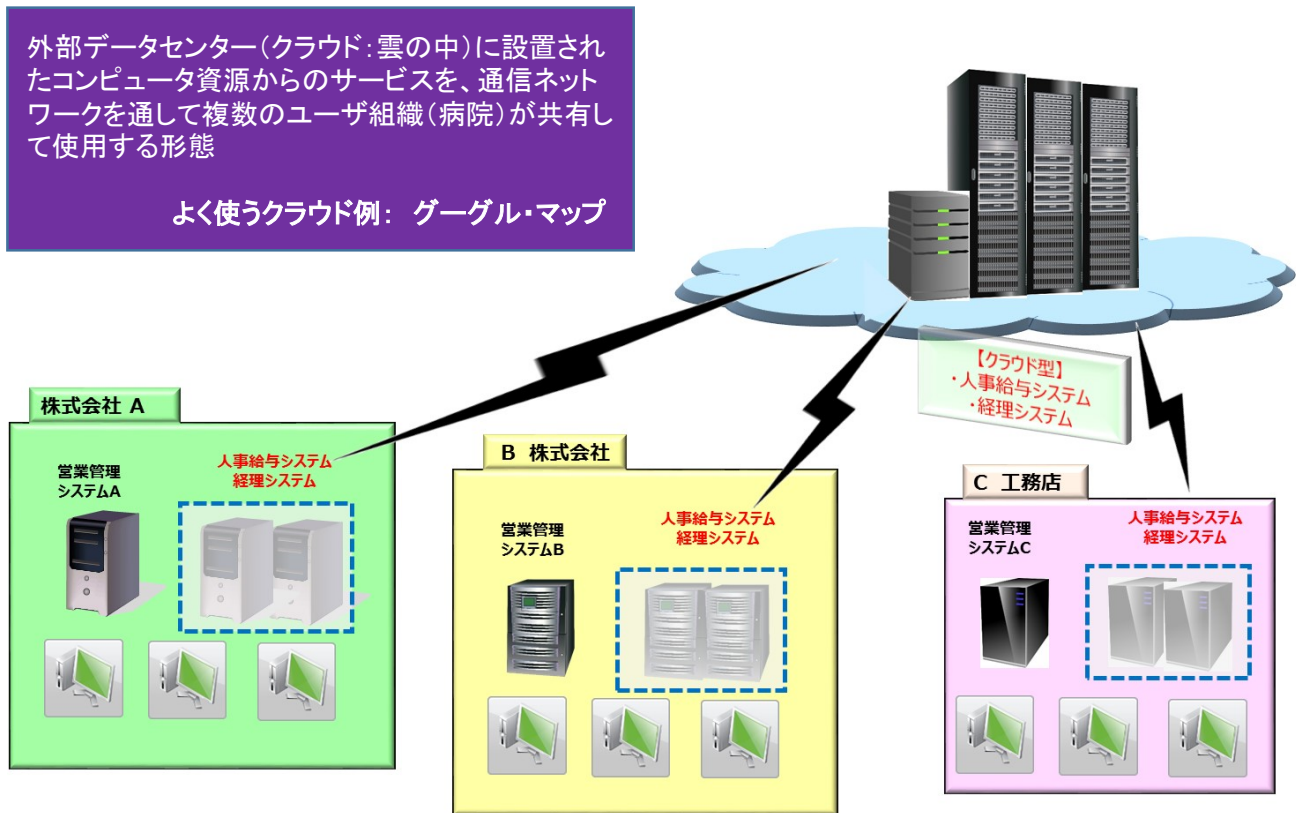 外部データセンター(クラウド:雲の中)に設置され
たコンピュータ資源からのサービスを、通信ネット
ワークを通して複数のユーザ組織(病院)が共有し
て使用する形態
よく使うクラウド例: グーグル・マップ
【クラウド型】
・人事給与システム
・経理システム
株式会社 A
営業管理
システムA
人事給与システム
経理システム
B 株式会社
営業管理
システムB
人事給与システム
経理システム
C 工務店
営業管理
システムC
人事給与システム
経理システム